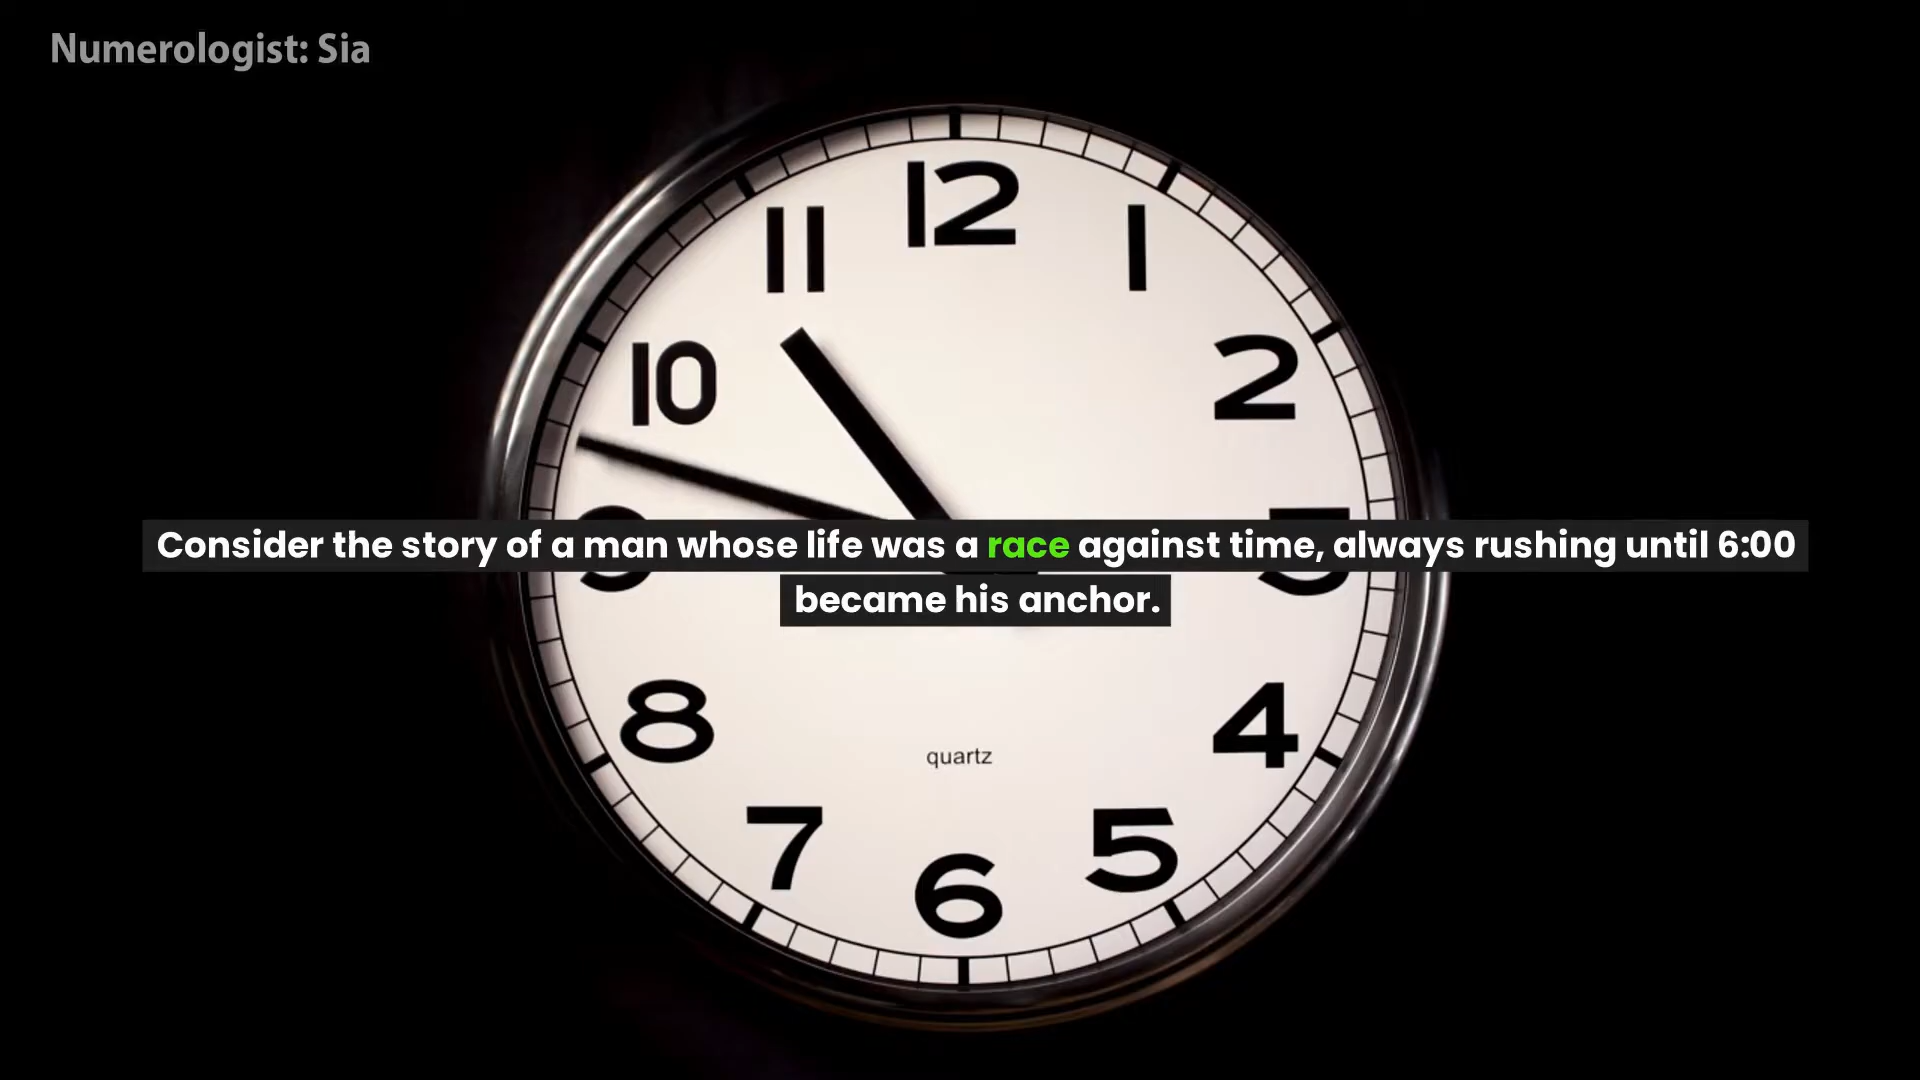 Numerologist: Sia
12
11
1
10
2
Consider the story of a man whose life was a race against time, always rushing until 6:00
became his anchor.
8
4
quartz
7
5
6